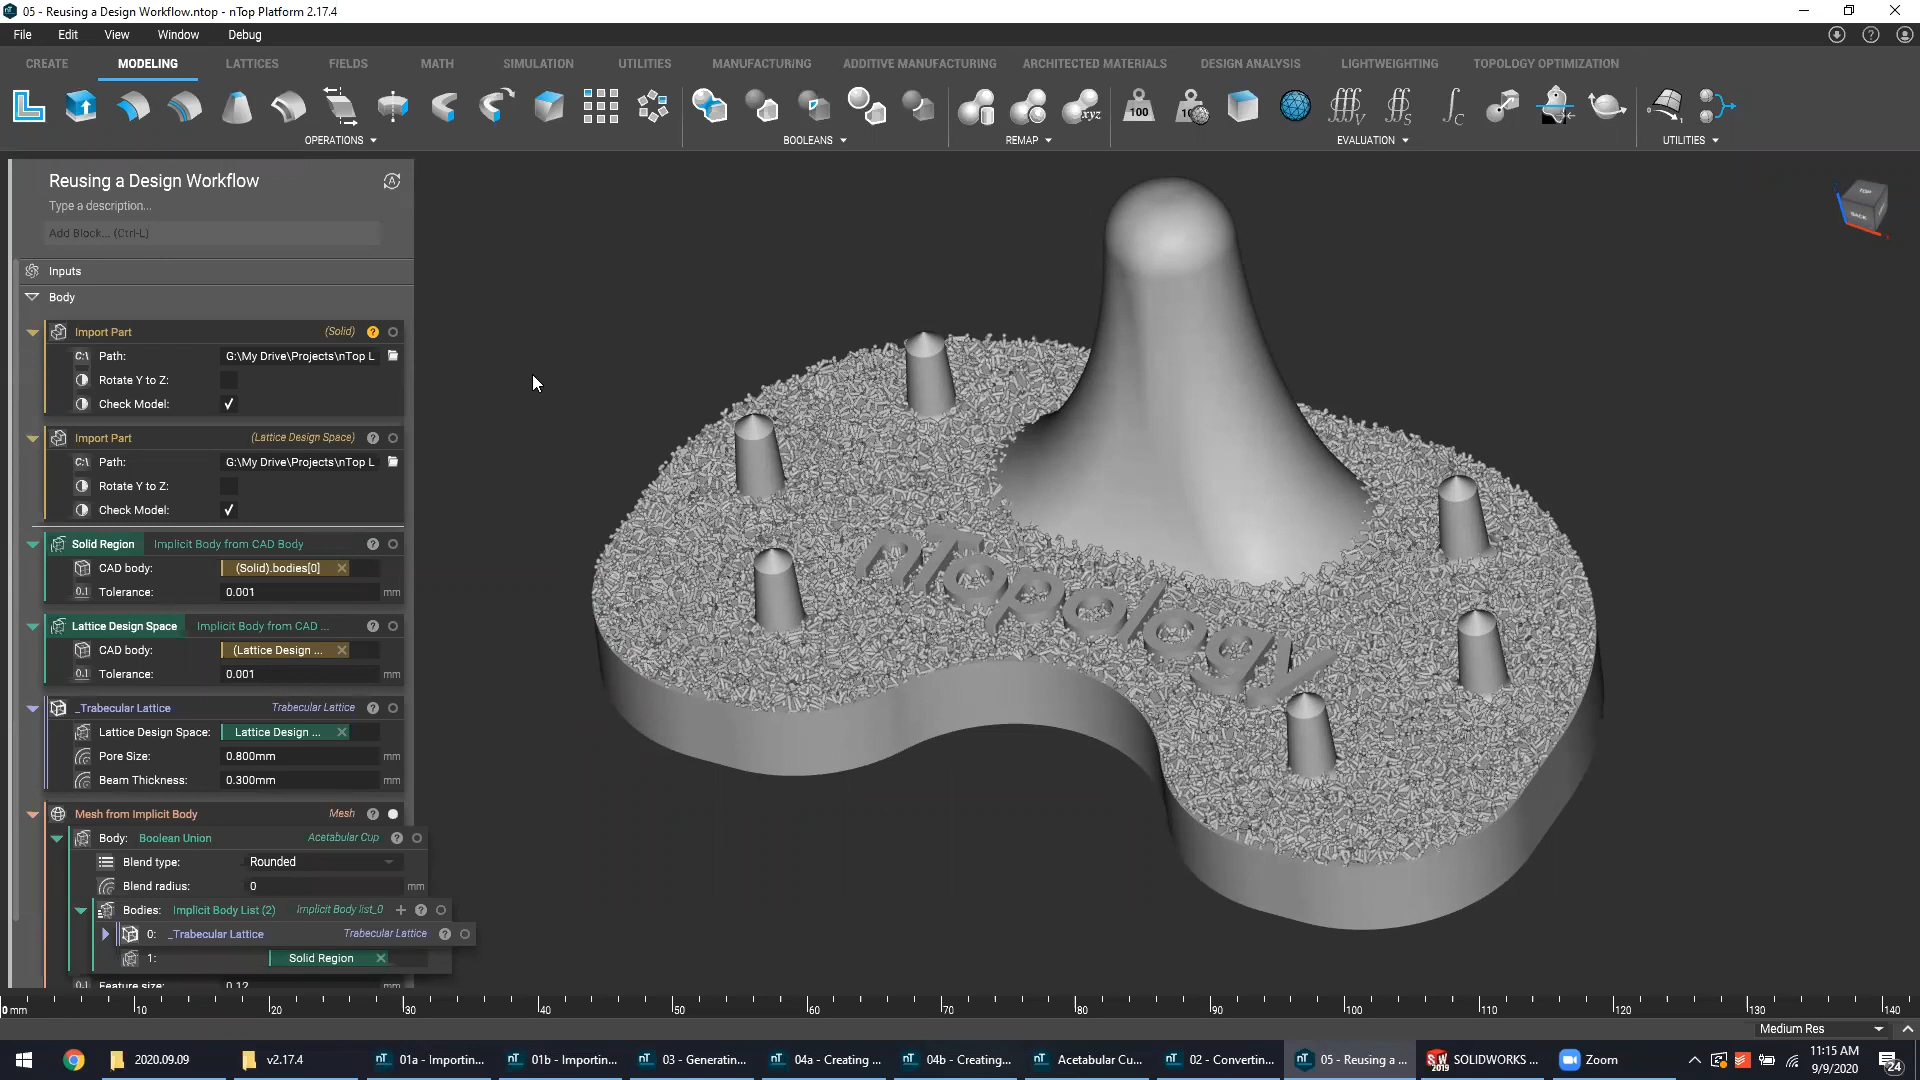 05 - Reusing a Design Workflow.ntop - nTop Platform 2.17.4
File Edit View Window Debug
CREATE MODELING LATTICES FIELDS MATH SIMULATION UTILITIES MANUFACTURING ADDITIVE MANUFACTURING ARCHITECTED MATERIALS DESIGN ANALYSIS LIGHTWEIGHTING TOPOLOGY OPTIMIZATION
OPERATIONS BOOLEANS REMAP EVALUATION UTILITIES
Reusing a Design Workflow
Type a description...
Add Block... (Ctrl-L)
Inputs
Body
Import Part (Solid)
Path: G:\My Drive\Projects\nTop L
Rotate Y to Z:
Check Model:
Import Part (Lattice Design Space)
Path: G:\My Drive\Projects\nTop L
Rotate Y to Z:
Check Model:
Solid Region Implicit Body from CAD Body
CAD body: (Solid).bodies[0]
Tolerance: 0.001 mm
Lattice Design Space Implicit Body from CAD ...
CAD body: (Lattice Design ...
Tolerance: 0.001 mm
_Trabecular Lattice Trabecular Lattice
Lattice Design Space: Lattice Design ...
Pore Size: 0.800mm mm
Beam Thickness: 0.300mm mm
Mesh from Implicit Body Mesh
Body: Boolean Union Acetabular Cup
Blend type: Rounded
Blend radius: 0 mm
Bodies: Implicit Body List (2) Implicit Body list_0
0: _Trabecular Lattice Trabecular Lattice
1: Solid Region
Feature size: 0.12 mm
nTopology
TOP
BACK
0 mm 10 20 30 40 50 60 70 80 90 100 110 120 130 140
Medium Res
2020.09.09 v2.17.4 01a - Importin... 01b - Importin... 03 - Generatin... 04a - Creating ... 04b - Creating... Acetabular Cu... 02 - Convertin... 05 - Reusing a ... SOLIDWORKS ... Zoom
11:15 AM
9/9/2020
24